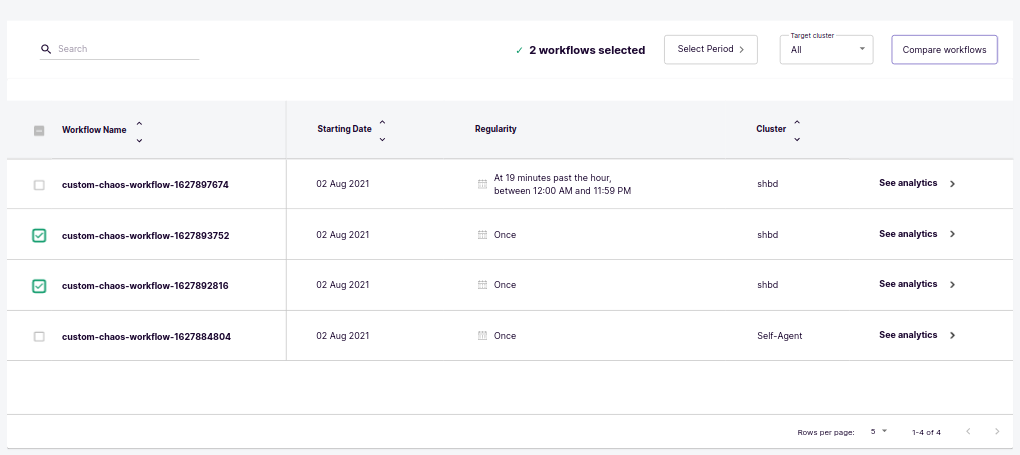 Search
✓ 2 workflows selected
Select Period
Target cluster
All
Compare workflows
Workflow Name
Starting Date
Regularity
Cluster
custom-chaos-workflow-1627897674
02 Aug 2021
At 19 minutes past the hour,
between 12:00 AM and 11:59 PM
shbd
See analytics
custom-chaos-workflow-1627893752
02 Aug 2021
Once
shbd
See analytics
custom-chaos-workflow-1627892816
02 Aug 2021
Once
shbd
See analytics
custom-chaos-workflow-1627884804
02 Aug 2021
Once
Self-Agent
See analytics
Rows per page:
5
1-4 of 4